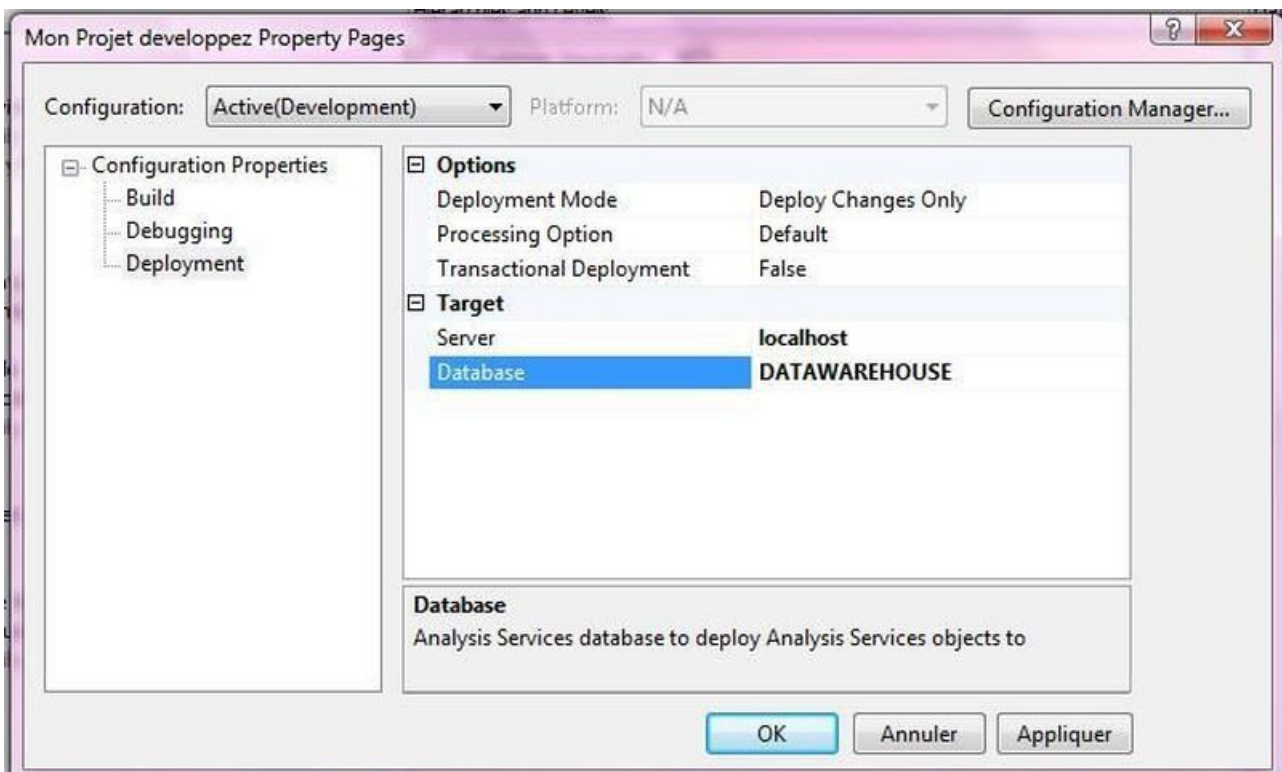 Mon Projet developpez Property Pages
Configuration: Active(Development) Platform: N/A Configuration Manager...
Configuration Properties
Build
Debugging
Deployment
Options
Deployment Mode Deploy Changes Only
Processing Option Default
Transactional Deployment False
Target
Server localhost
Database DATAWAREHOUSE
Database
Analysis Services database to deploy Analysis Services objects to
OK Annuler Appliquer